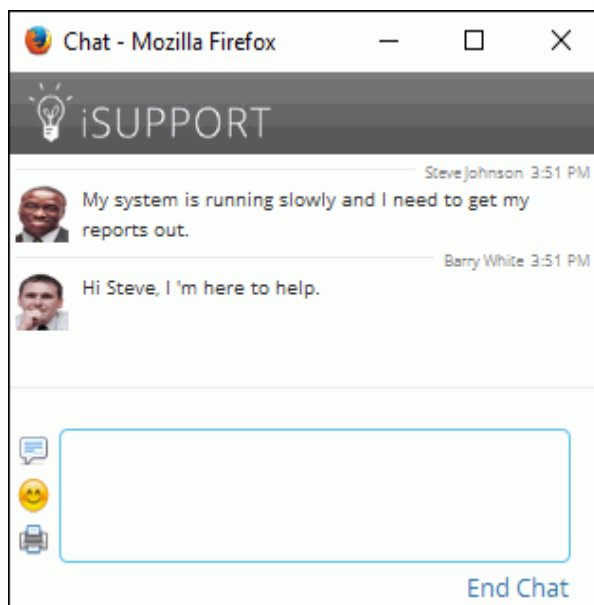 Chat - Mozilla Firefox
iSUPPORT
Steve Johnson 3:51 PM
My system is running slowly and I need to get my
reports out.
Barry White 3:51 PM
Hi Steve, I 'm here to help.
End Chat